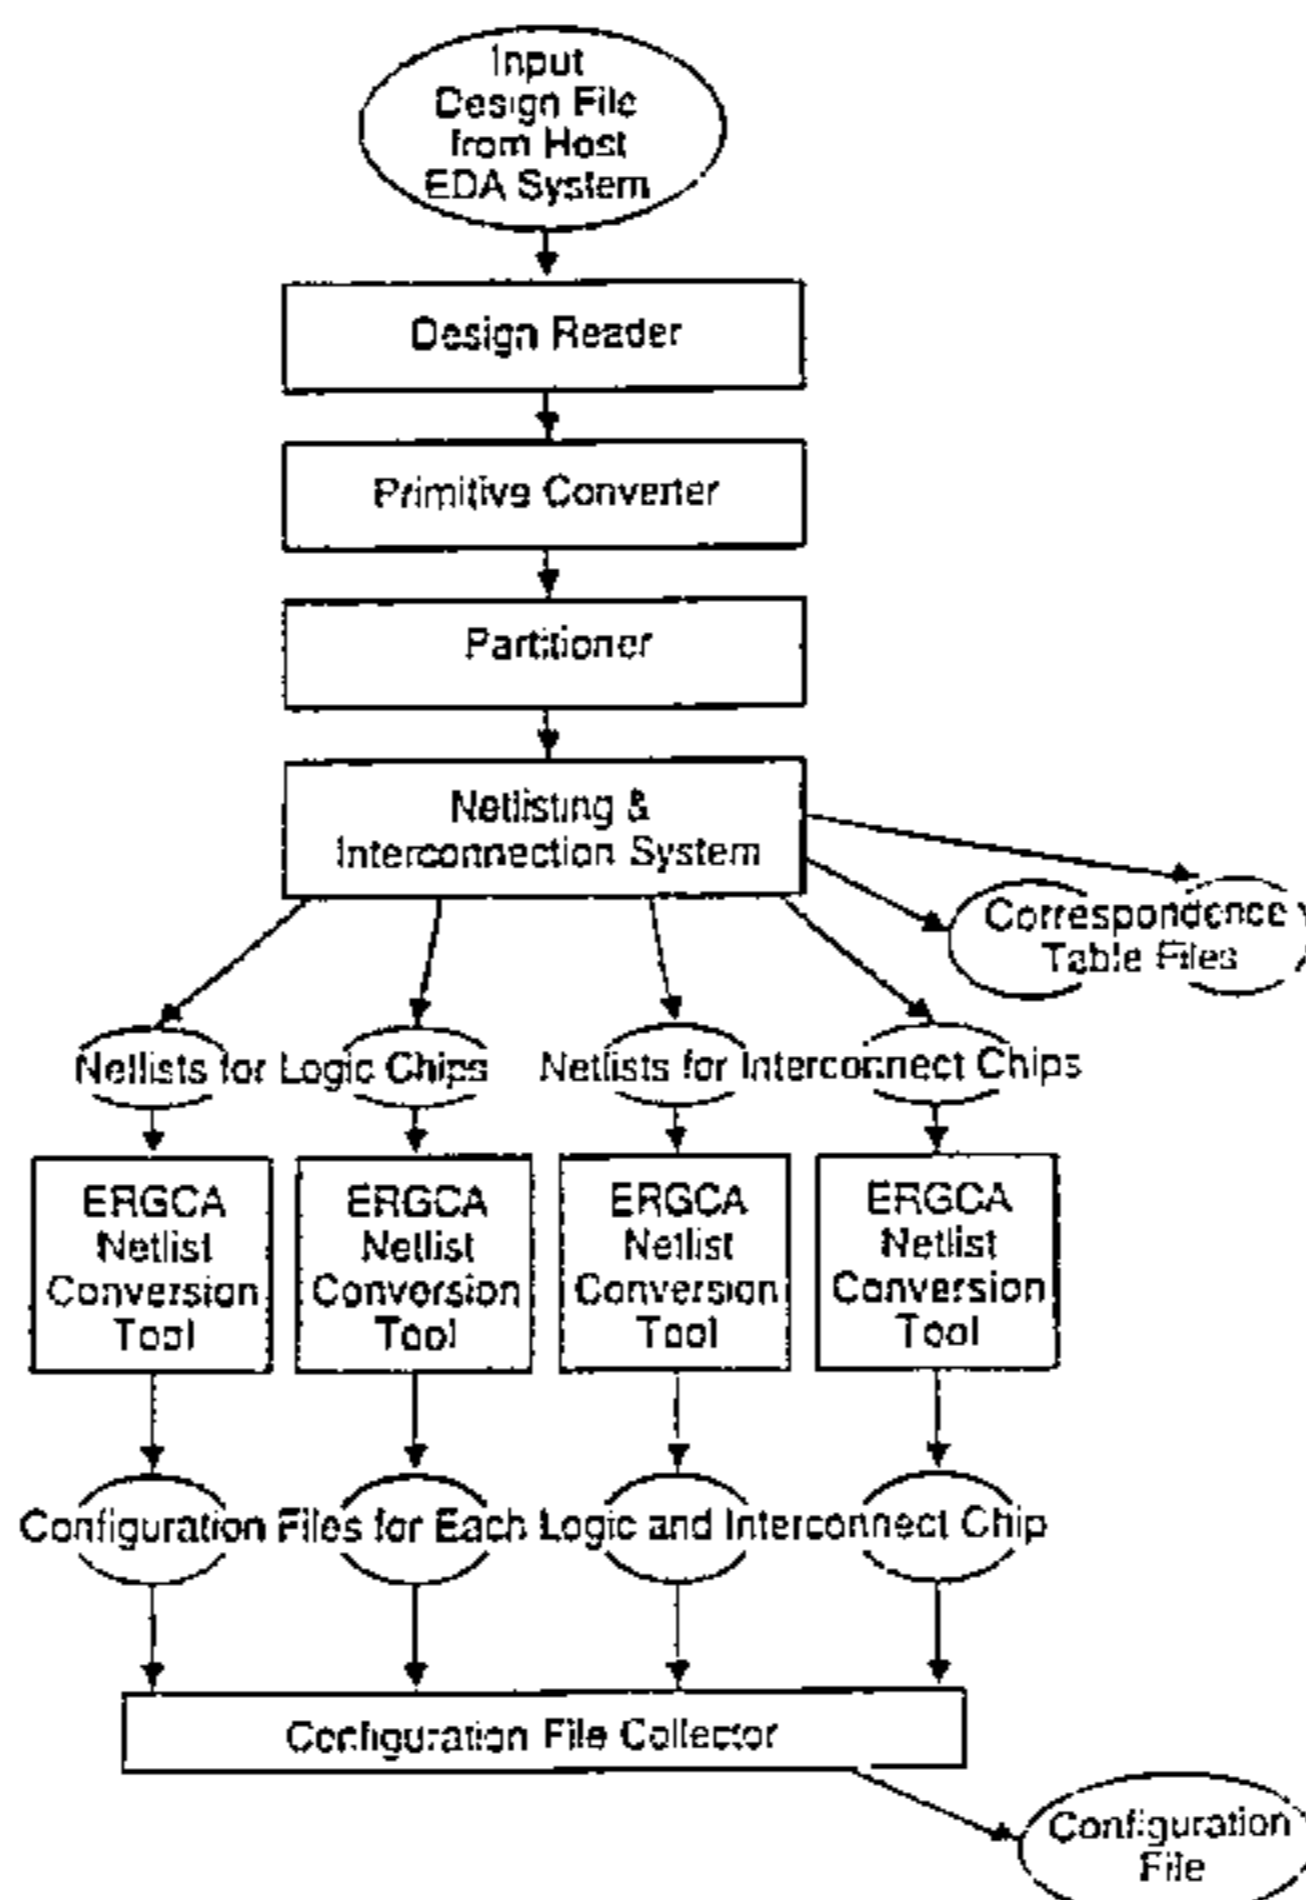 Input
Design File
from Host
EDA System
Design Reader
Primitive Converter
Partitioner
Netlisting &
Interconnection System
Correspondence
Table Files
Netlists for Logic Chips
Netlists for Interconnect Chips
ERGCA
Netlist
Conversion
Tool
ERGCA
Netlist
Conversion
Tool
ERGCA
Netlist
Conversion
Tool
ERGCA
Netlist
Conversion
Tool
Configuration Files for Each Logic and Interconnect Chip
Configuration File Collector
Configuration
File